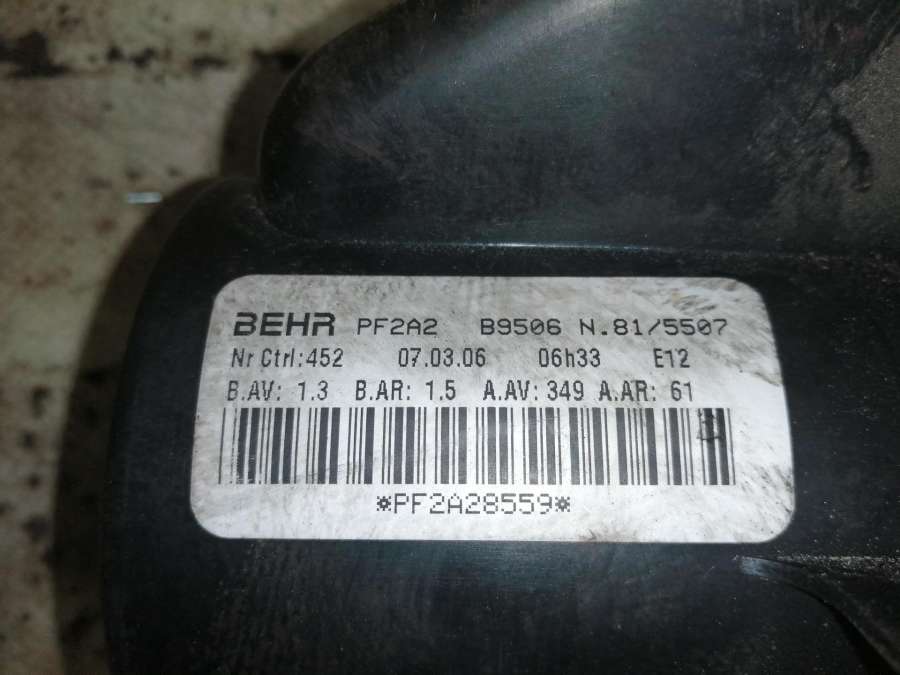 BEHR PF2A2 B9506 N.81/5507
Nr Ctrl:452 07.03.06 06h33 E12
B.AV: 1.3 B.AR: 1.5 A.AV: 349 A.AR: 61
*PF2A28559*